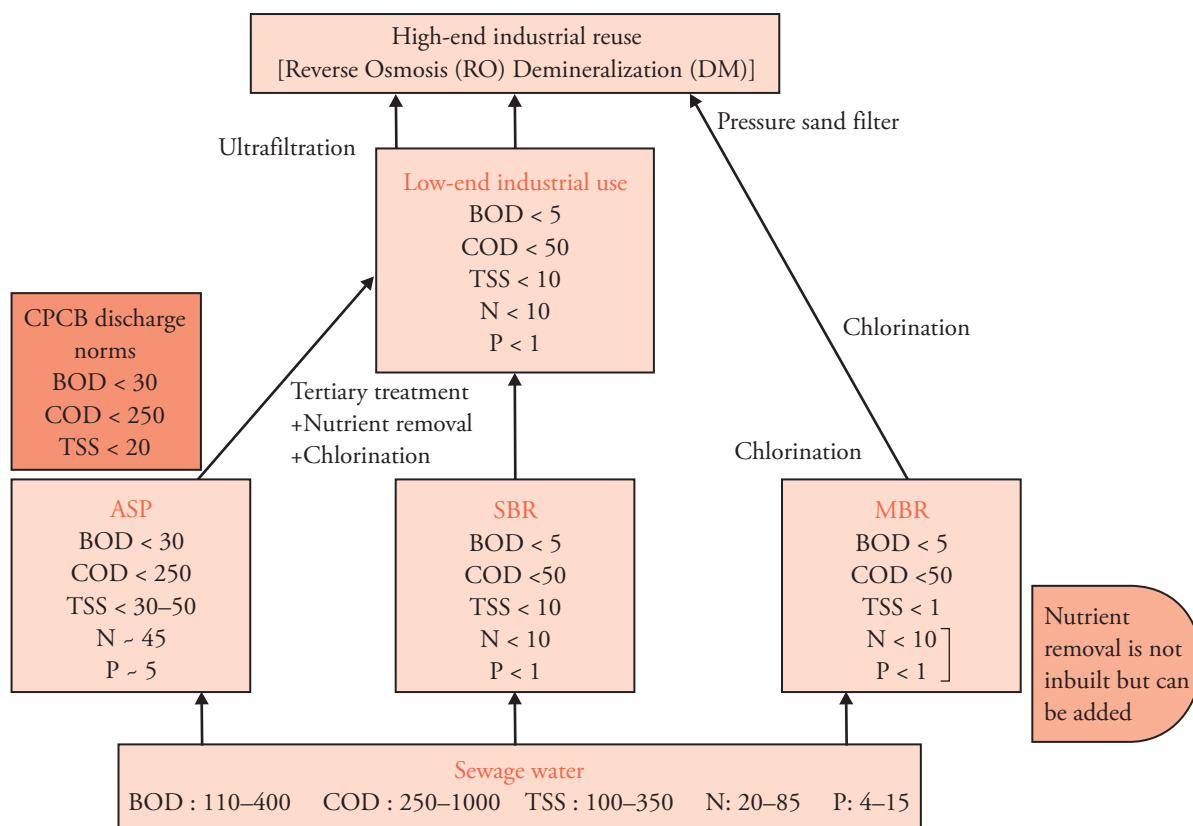 High-end industrial reuse
[Reverse Osmosis (RO) Demineralization (DM)]
Pressure sand filter
Ultrafiltration
Low-end industrial use
BOD < 5
COD < 50
TSS < 10
N < 10
P < 1
CPCB discharge
norms
BOD < 30
COD < 250
TSS < 20
Chlorination
Tertiary treatment
+Nutrient removal
+Chlorination
Chlorination
ASP
BOD < 30
COD < 250
TSS < 30–50
N ~ 45
P ~ 5
SBR
BOD < 5
COD <50
TSS < 10
N < 10
P < 1
MBR
BOD < 5
COD <50
TSS < 1
N < 10
P < 1
Nutrient
removal is not
inbuilt but can
be added
Sewage water
BOD : 110–400 COD : 250–1000 TSS : 100–350 N: 20–85 P: 4–15